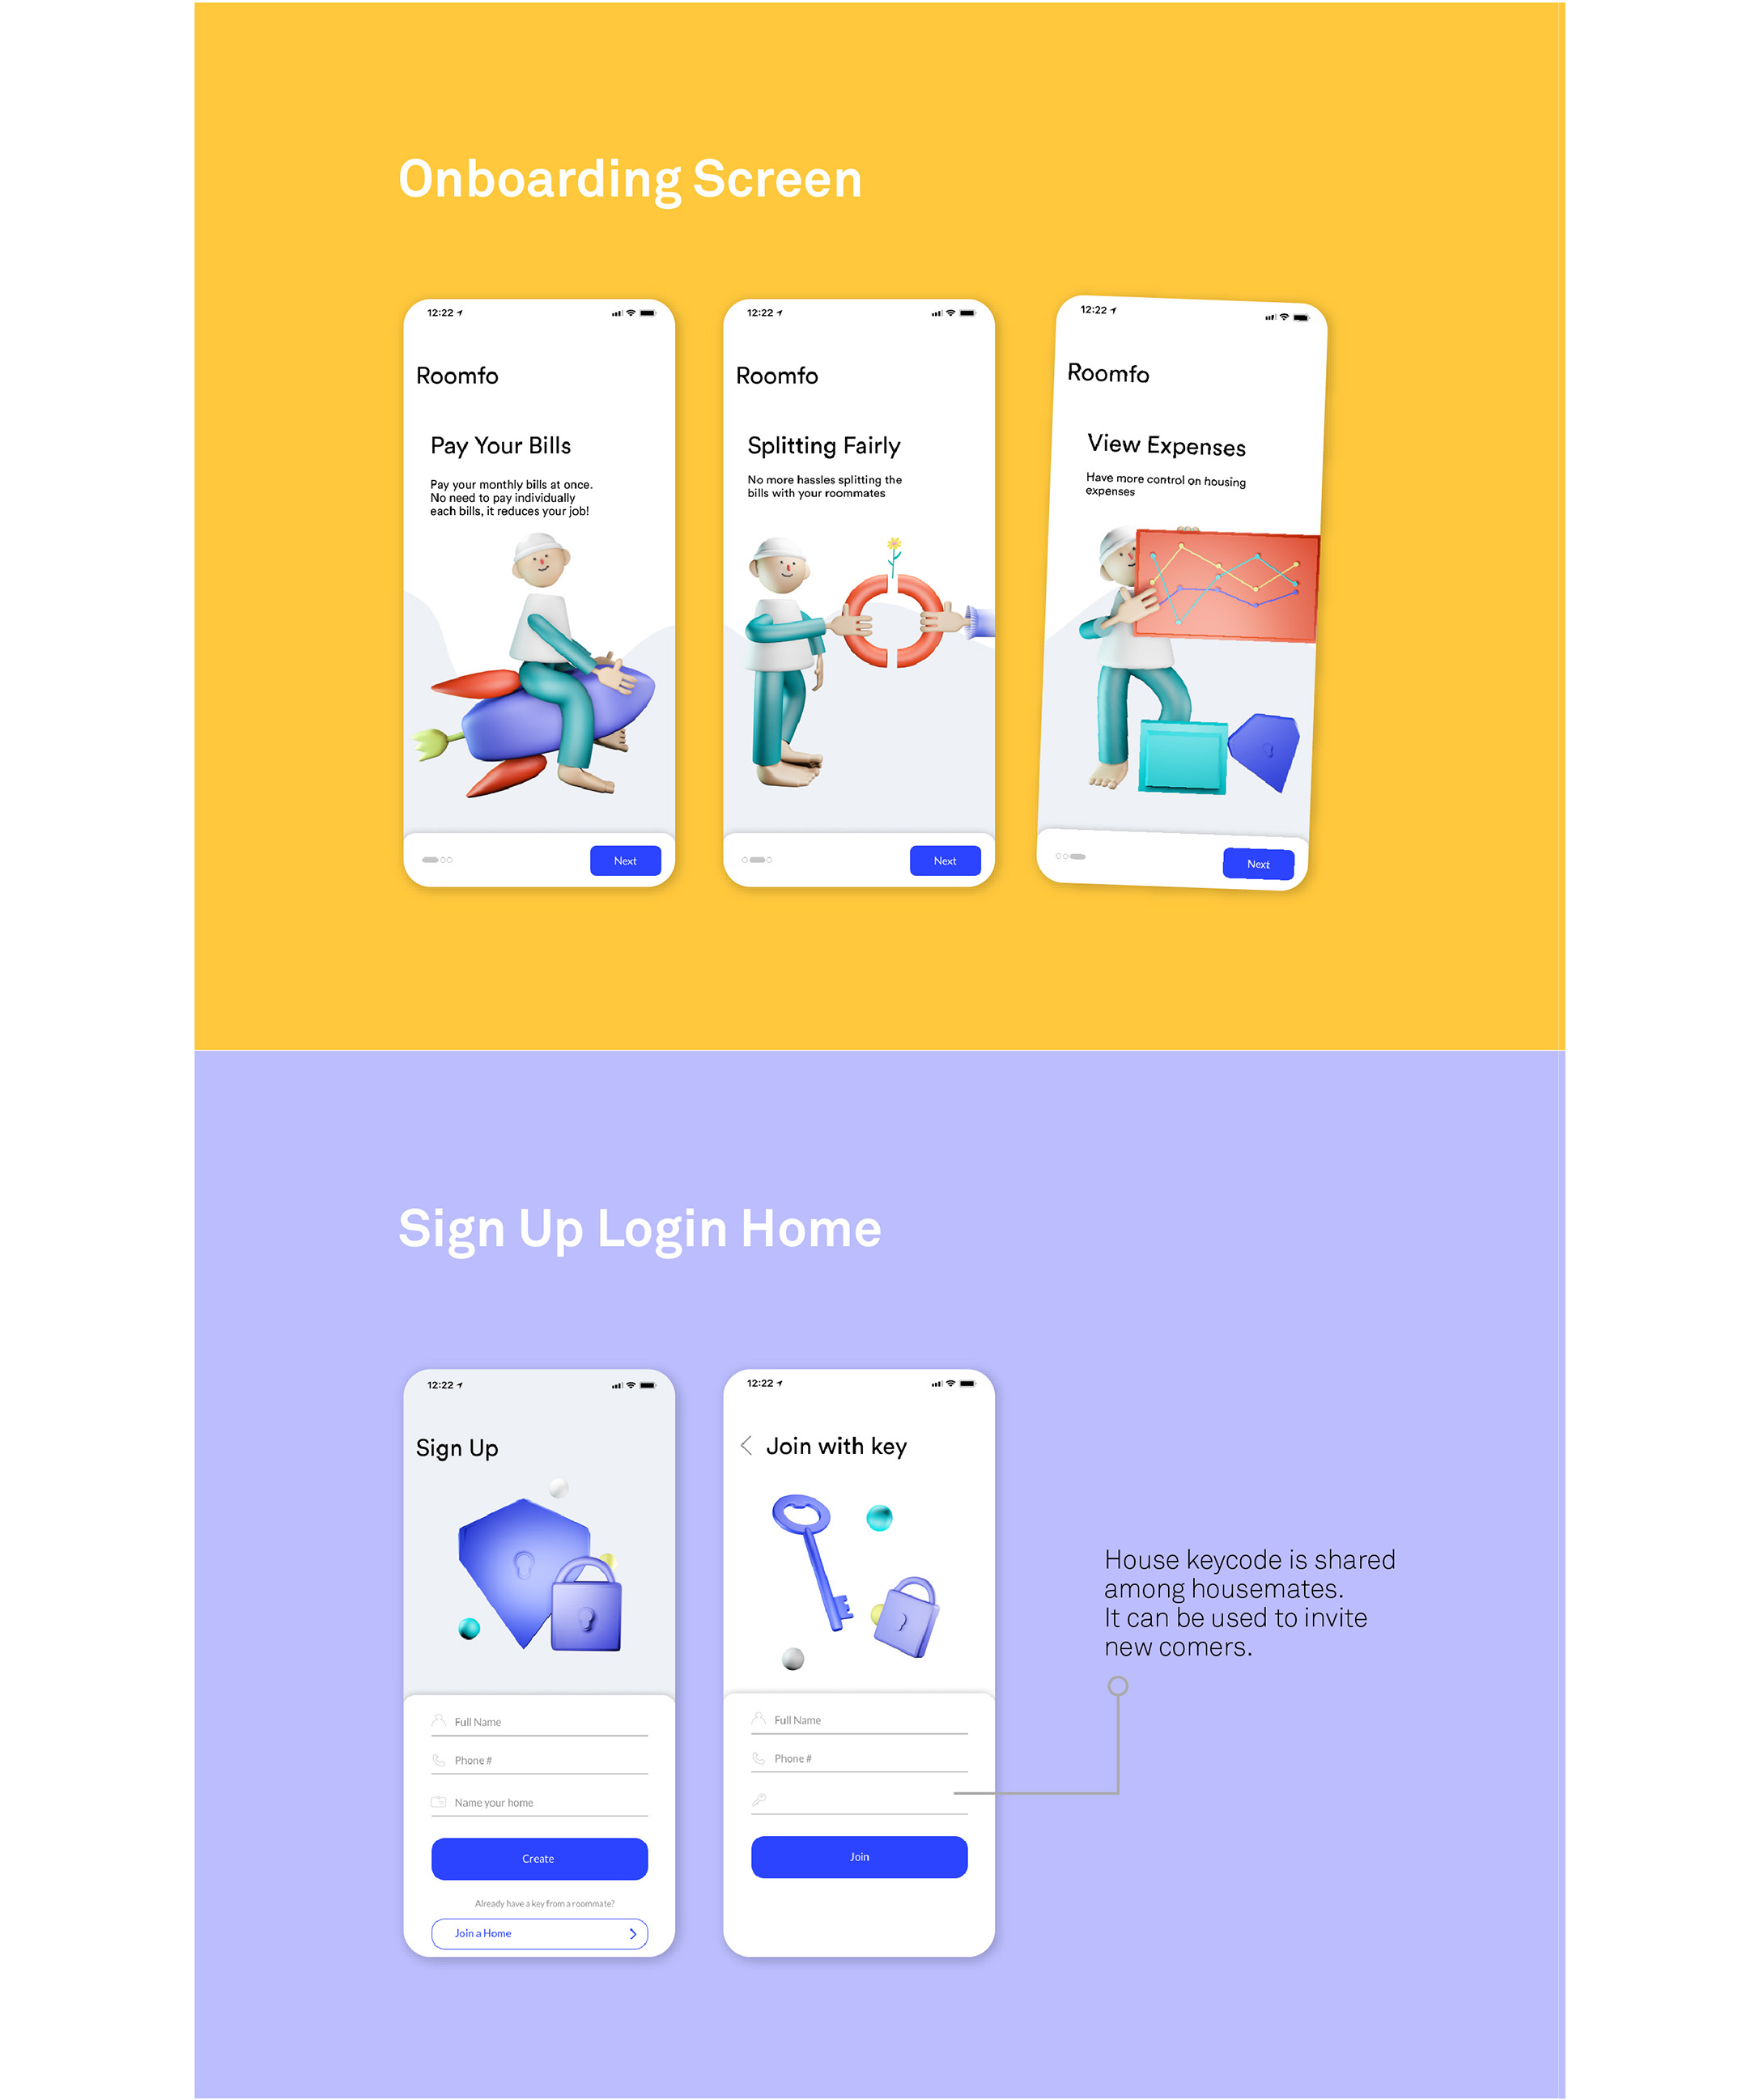 Onboarding Screen
12:22
Roomfo
Pay Your Bills
Pay your monthly bills at once.
No need to pay individually
each bills, it reduces your job!
Next
12:22
Roomfo
Splitting Fairly
No more hassles splitting the
bills with your roommates
Next
12:22
Roomfo
View Expenses
Have more control on housing
expenses
Next
Sign Up Login Home
12:22
Sign Up
Full Name
Phone #
Name your home
Create
Already have a key from a roommate?
Join a Home
12:22
Join with key
Full Name
Phone #
Join
House keycode is shared
among housemates.
It can be used to invite
new comers.